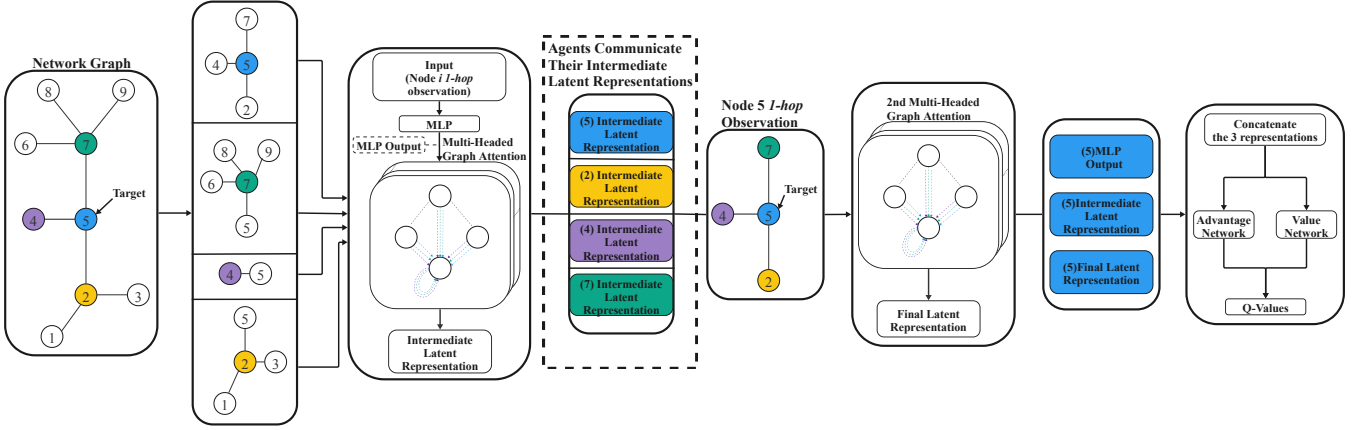 Network Graph
8
9
6
7
Target
4
5
2
3
1
7
4
5
2
8
9
6
7
5
4
5
5
2
3
1
Input
(Node i 1-hop
observation)
MLP
MLP Output
Multi-Headed
Graph Attention
Intermediate
Latent
Representation
Agents Communicate
Their Intermediate
Latent Representations
(5) Intermediate
Latent
Representation
(2) Intermediate
Latent
Representation
(4) Intermediate
Latent
Representation
(7) Intermediate
Latent
Representation
Node 5 1-hop
Observation
7
Target
4
5
2
2nd Multi-Headed
Graph Attention
Final Latent
Representation
(5)MLP
Output
(5)Intermediate
Latent
Representation
(5)Final Latent
Representation
Concatenate
the 3 representations
Advantage
Network
Value
Network
Q-Values